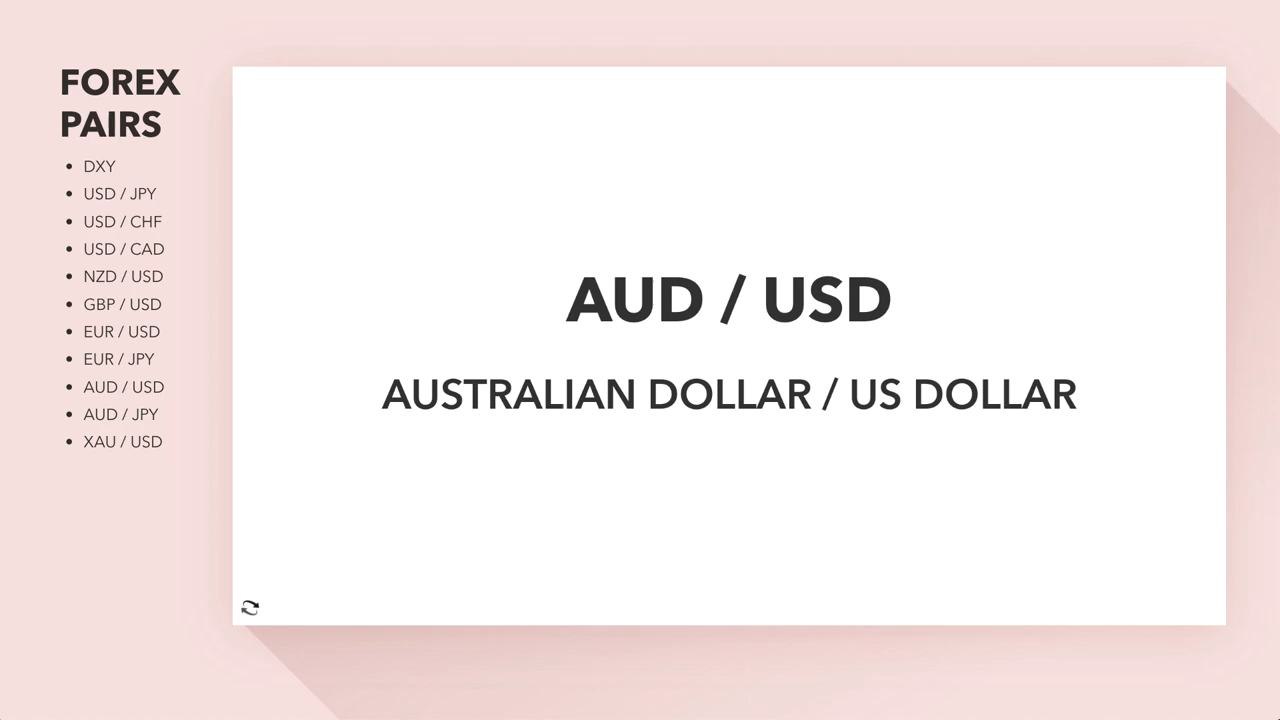 FOREX
PAIRS
• DXY
• USD / JPY
• USD / CHF
• USD / CAD
• NZD / USD
• GBP / USD
• EUR / USD
• EUR / JPY
• AUD / USD
• AUD / JPY
• XAU / USD
AUD / USD
AUSTRALIAN DOLLAR / US DOLLAR